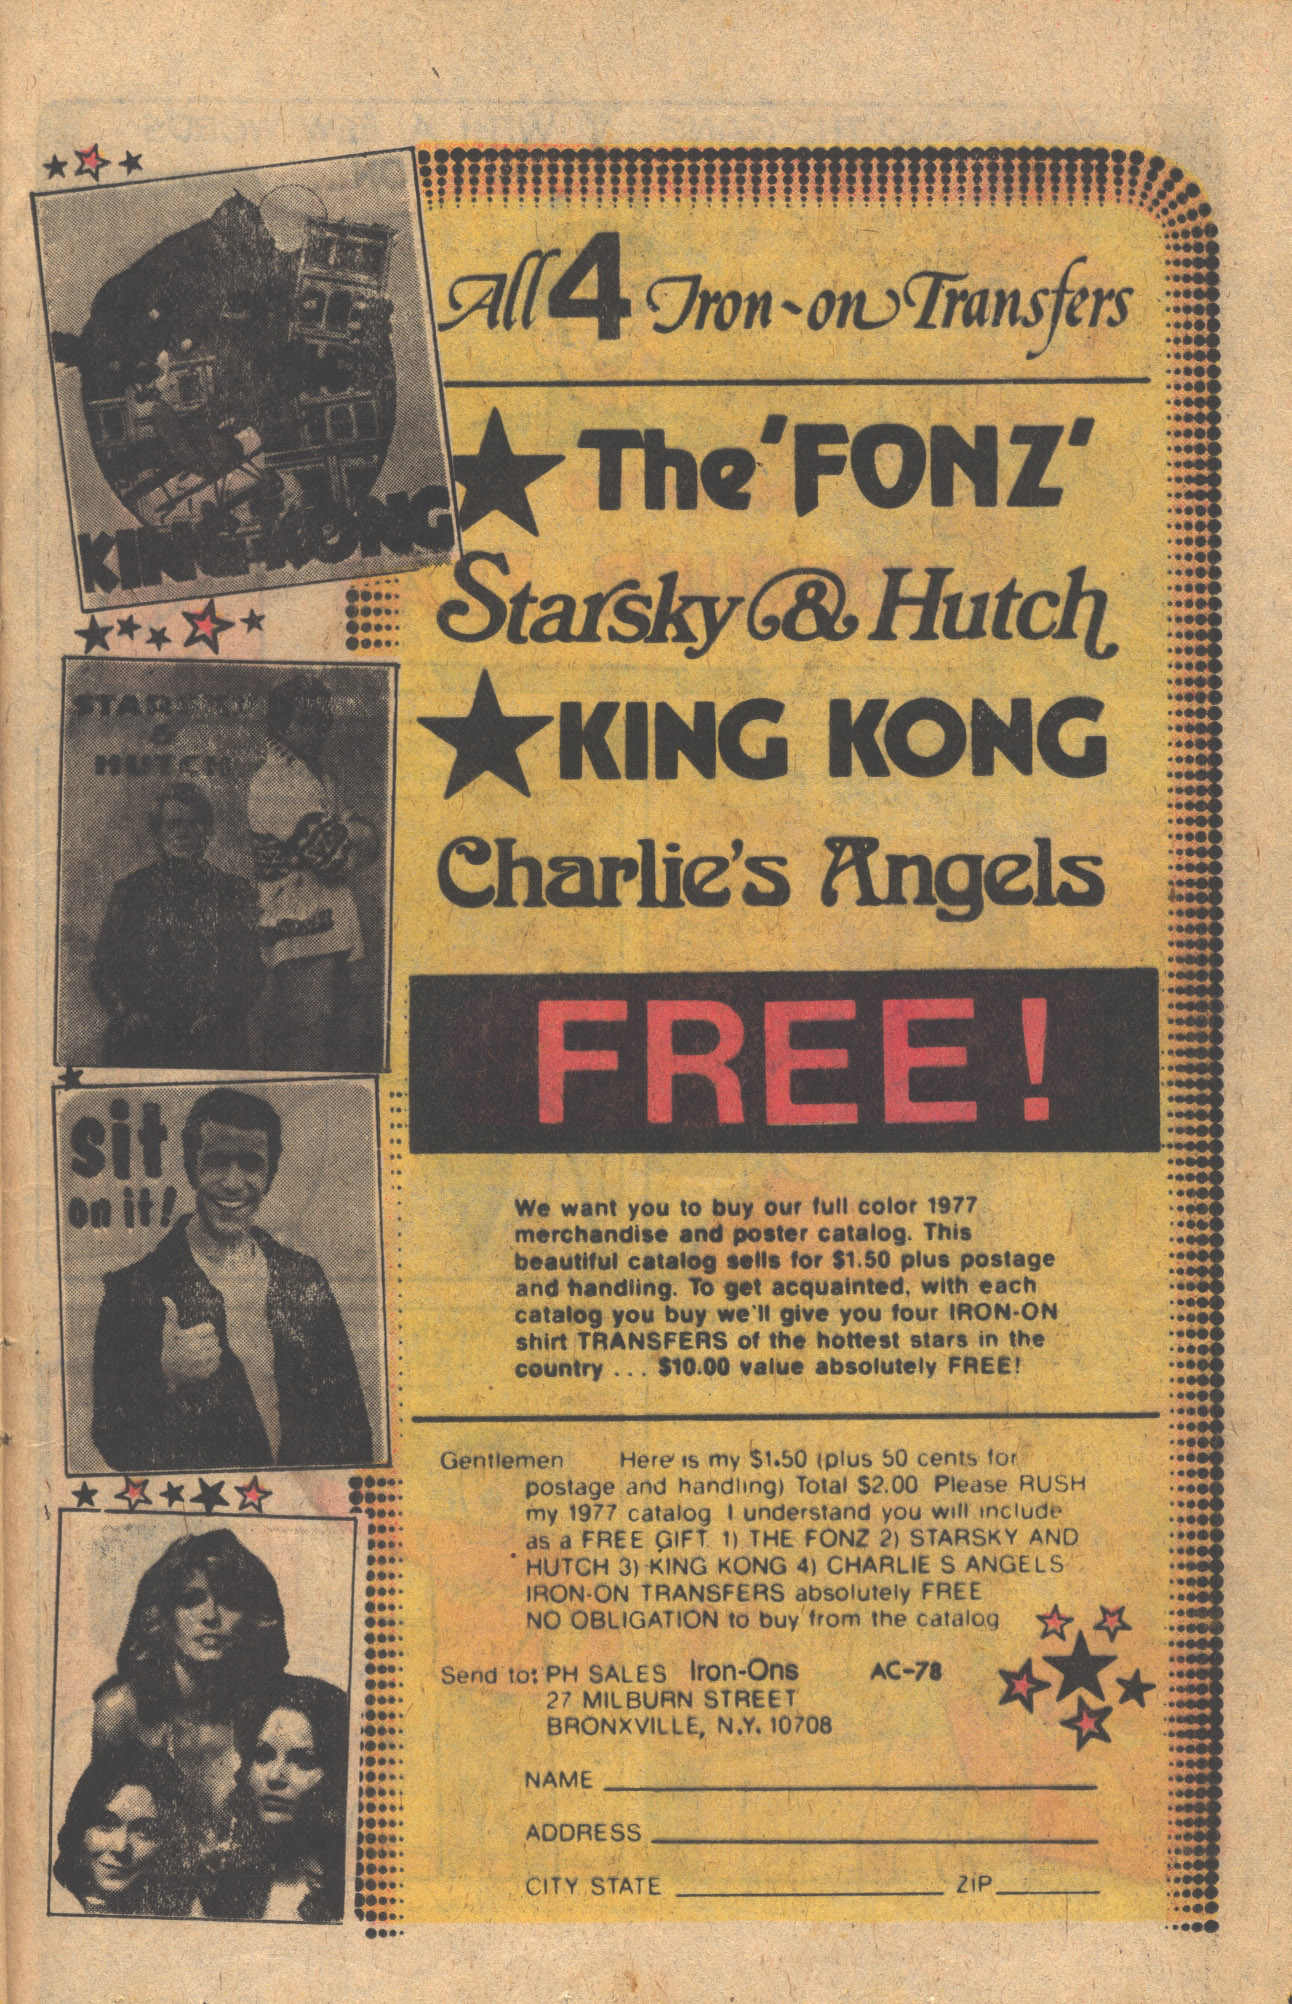 All 4 Iron-on Transfers
The 'FONZ'
Starsky & Hutch
KING KONG
Charlie's Angels
FREE!
We want you to buy our full color 1977
merchandise and poster catalog. This
beautiful catalog sells for $1.50 plus postage
and handling. To get acquainted, with each
catalog you buy we'll give you four IRON-ON
shirt TRANSFERS of the hottest stars in the
country . . . $10.00 value absolutely FREE!
Gentlemen Here is my $1.50 (plus 50 cents for
postage and handling) Total $2.00 Please RUSH
my 1977 catalog I understand you will include
as a FREE GIFT 1) THE FONZ 2) STARSKY AND
HUTCH 3) KING KONG 4) CHARLIE S ANGELS
IRON-ON TRANSFERS absolutely FREE
NO OBLIGATION to buy from the catalog
Send to: PH SALES Iron-Ons AC-78
27 MILBURN STREET
BRONXVILLE, N.Y. 10708
NAME
ADDRESS
CITY STATE ZIP
KING KONG
STARSKY
&
HUTCH
sit
on it!